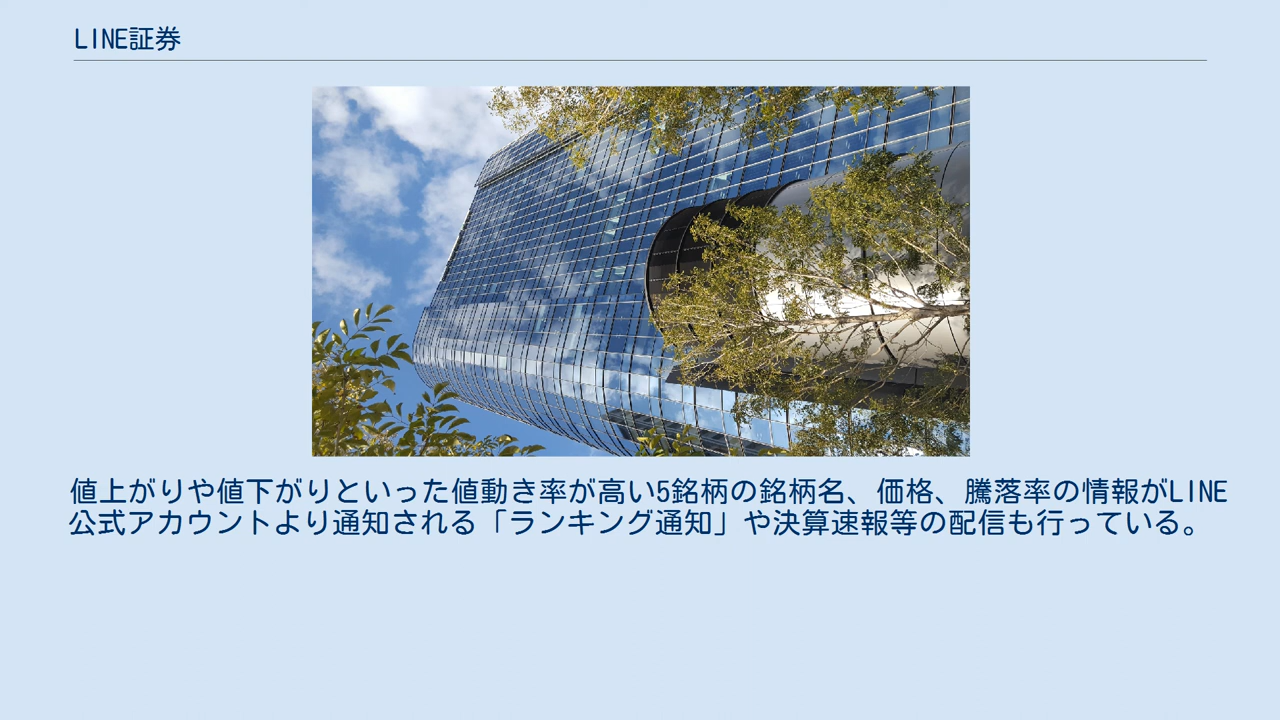 LINE証券
値上がりや値下がりといった値動き率が高い5銘柄の銘柄名、価格、騰落率の情報がLINE
公式アカウントより通知される「ランキング通知」や決算速報等の配信も行っている。